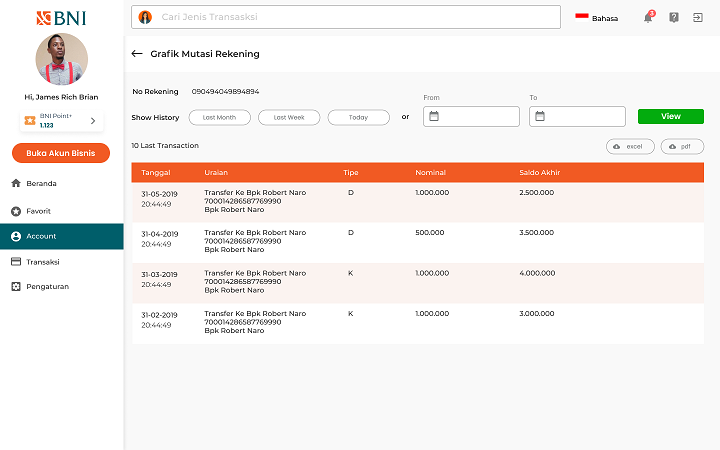 BNI
Hi, James Rich Brian
BNI Point+
1.123
Buka Akun Bisnis
Beranda
Favorit
Account
Transaksi
Pengaturan
Cari Jenis Transasksi
Bahasa
3
Grafik Mutasi Rekening
No Rekening 090494049894894
From To
Show History Last Month Last Week Today or View
10 Last Transaction excel pdf
Tanggal Uraian Tipe Nominal Saldo Akhir
31-05-2019 Transfer Ke Bpk Robert Naro D 1.000.000 2.500.000
20:44:49 700014286587769990
Bpk Robert Naro
31-04-2019 Transfer Ke Bpk Robert Naro D 500.000 3.500.000
20:44:49 700014286587769990
Bpk Robert Naro
31-03-2019 Transfer Ke Bpk Robert Naro K 1.000.000 4.000.000
20:44:49 700014286587769990
Bpk Robert Naro
31-02-2019 Transfer Ke Bpk Robert Naro K 1.000.000 3.000.000
20:44:49 700014286587769990
Bpk Robert Naro